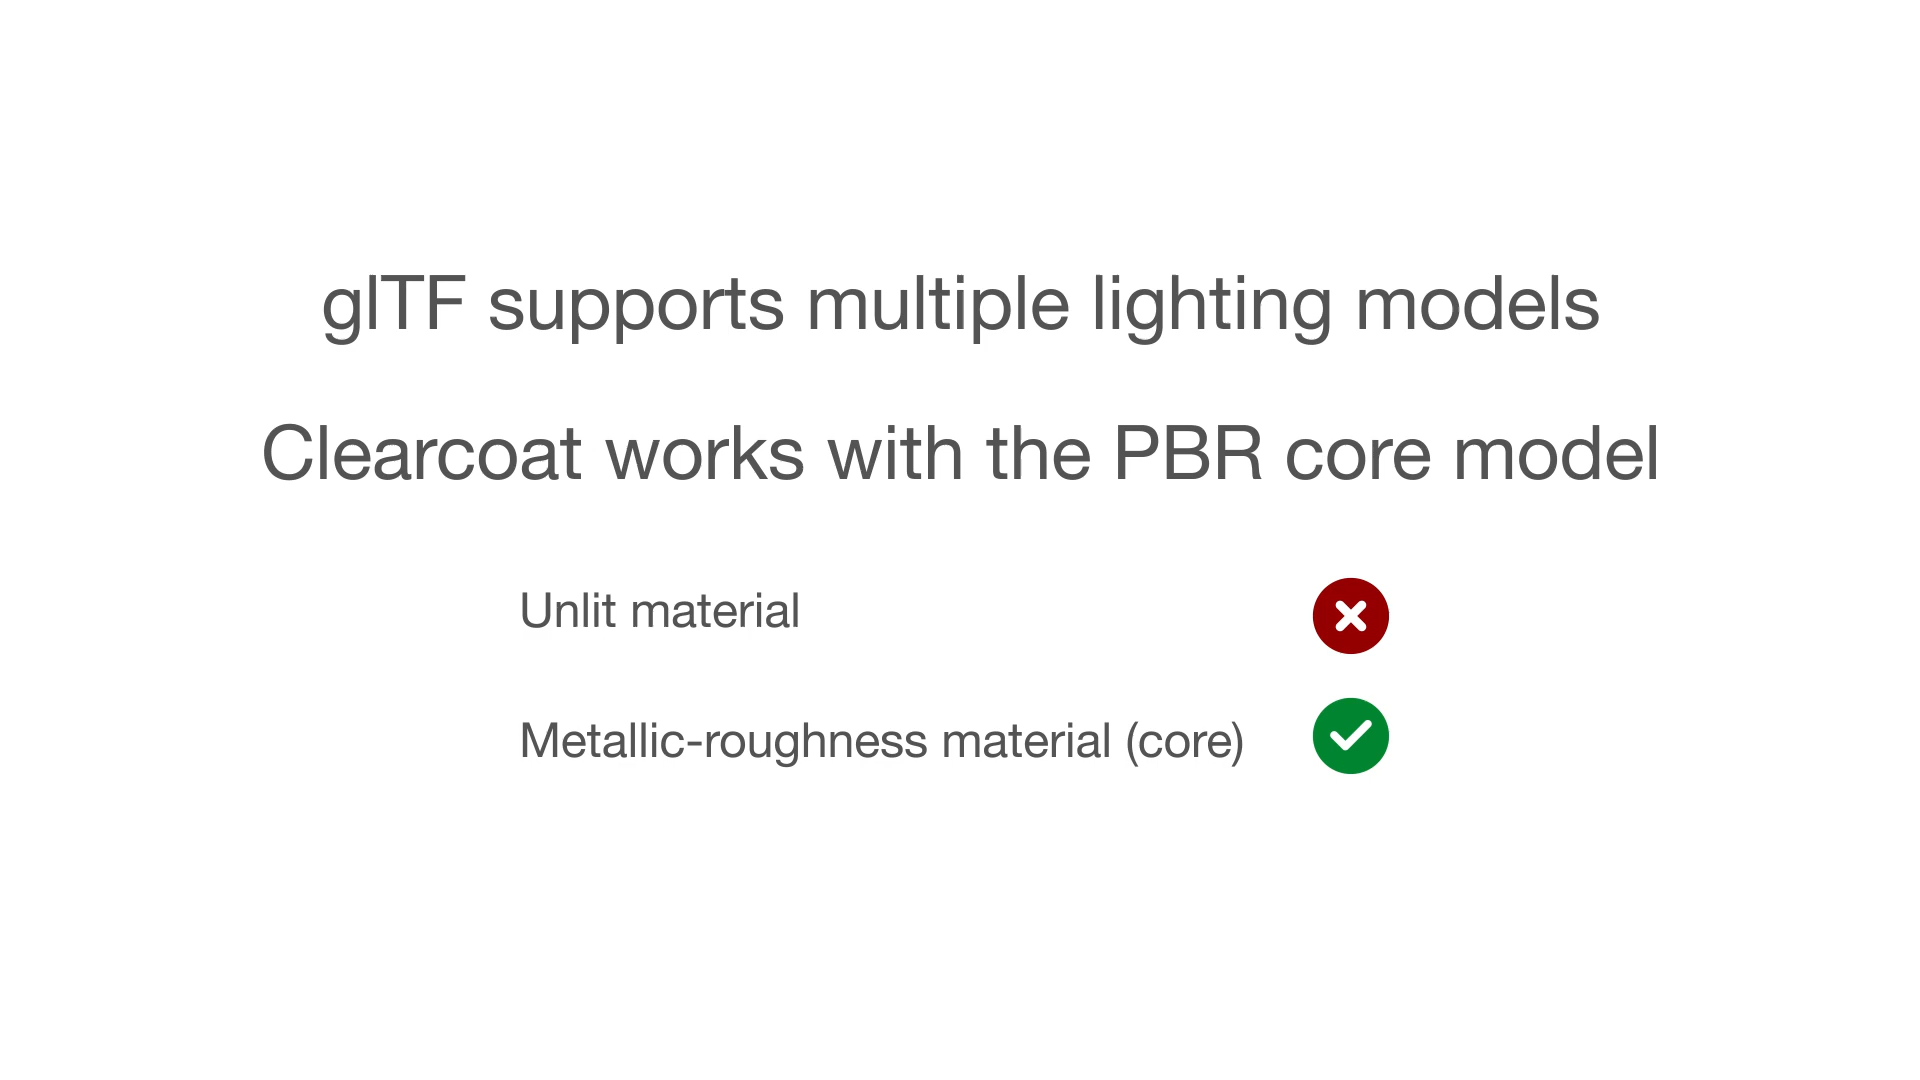 glTF supports multiple lighting models
Clearcoat works with the PBR core model
Unlit material
Metallic-roughness material (core)